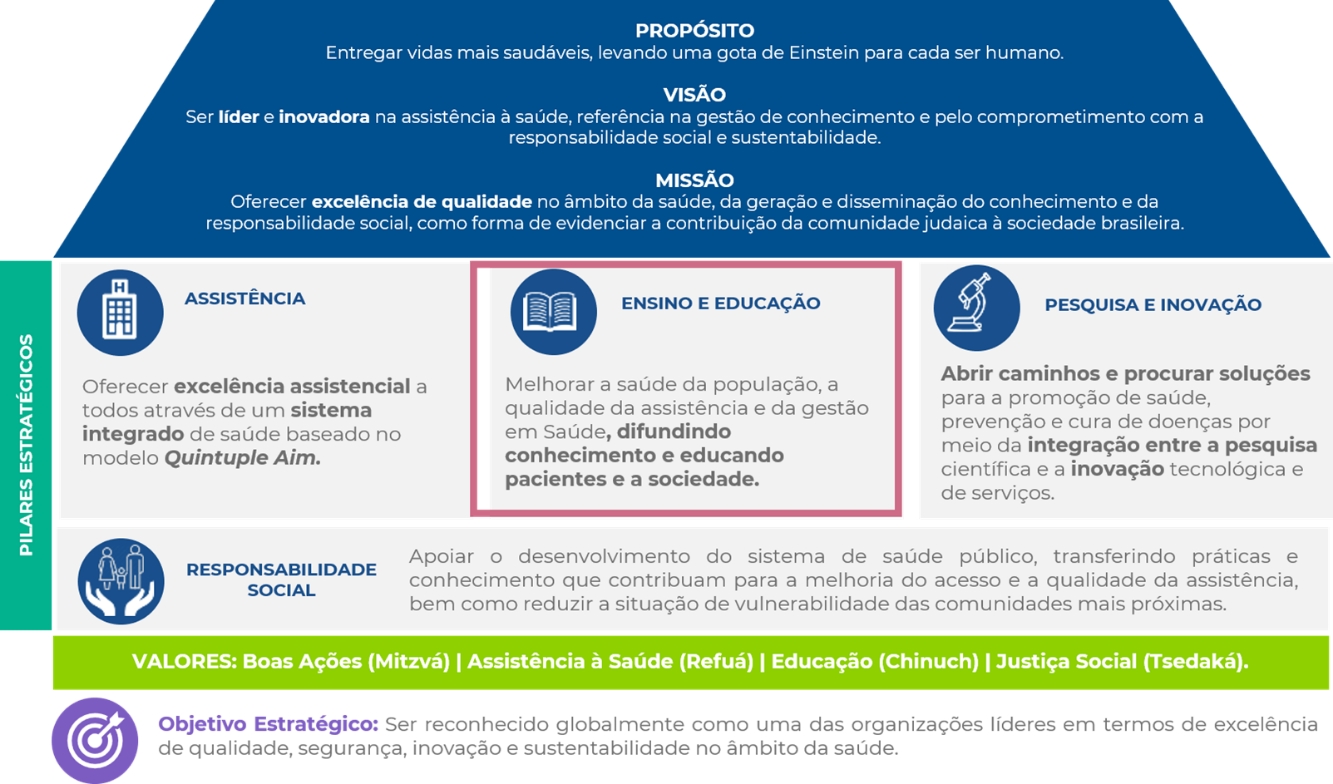 PROPÓSITO
Entregar vidas mais saudáveis, levando uma gota de Einstein para cada ser humano.
VISÃO
Ser líder e inovadora na assistência à saúde, referência na gestão de conhecimento e pelo comprometimento com a
responsabilidade social e sustentabilidade.
MISSÃO
Oferecer excelência de qualidade no âmbito da saúde, da geração e disseminação do conhecimento e da
responsabilidade social, como forma de evidenciar a contribuição da comunidade judaica à sociedade brasileira.
PILARES ESTRATÉGICOS
H
ASSISTÊNCIA
Oferecer excelência assistencial a
todos através de um sistema
integrado de saúde baseado no
modelo Quintuple Aim.
ENSINO E EDUCAÇÃO
Melhorar a saúde da população, a
qualidade da assistência e da gestão
em Saúde, difundindo
conhecimento e educando
pacientes e a sociedade.
PESQUISA E INOVAÇÃO
Abrir caminhos e procurar soluções
para a promoção de saúde,
prevenção e cura de doenças por
meio da integração entre a pesquisa
científica e a inovação tecnológica e
de serviços.
RESPONSABILIDADE
SOCIAL
Apoiar o desenvolvimento do sistema de saúde público, transferindo práticas e
conhecimento que contribuam para a melhoria do acesso e a qualidade da assistência,
bem como reduzir a situação de vulnerabilidade das comunidades mais próximas.
VALORES: Boas Ações (Mitzvá) | Assistência à Saúde (Refuá) | Educação (Chinuch) | Justiça Social (Tsedaká).
Objetivo Estratégico: Ser reconhecido globalmente como uma das organizações líderes em termos de excelência
de qualidade, segurança, inovação e sustentabilidade no âmbito da saúde.